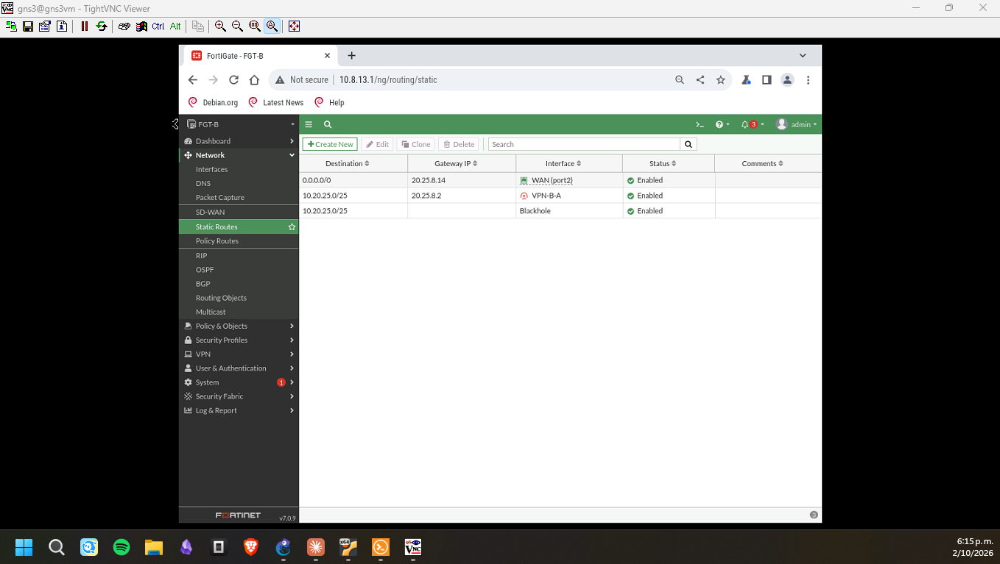 gns3@gns3vm - TightVNC Viewer
Ctrl Alt
FortiGate - FGT-B
Not secure 10.8.13.1/ng/routing/static
Debian.org Latest News Help
FGT-B
>_ 3 admin
Dashboard
Network
Interfaces
DNS
Packet Capture
SD-WAN
Static Routes
Policy Routes
RIP
OSPF
BGP
Routing Objects
Multicast
Policy & Objects
Security Profiles
VPN
User & Authentication
System 1
Security Fabric
Log & Report
FORTINET v7.0.9
+ Create New Edit Clone Delete Search
Destination Gateway IP Interface Status Comments
0.0.0.0/0 20.25.8.14 WAN (port2) Enabled
10.20.25.0/25 20.25.8.2 VPN-B-A Enabled
10.20.25.0/25 Blackhole Enabled
3
6:15 p. m.
2/10/2026